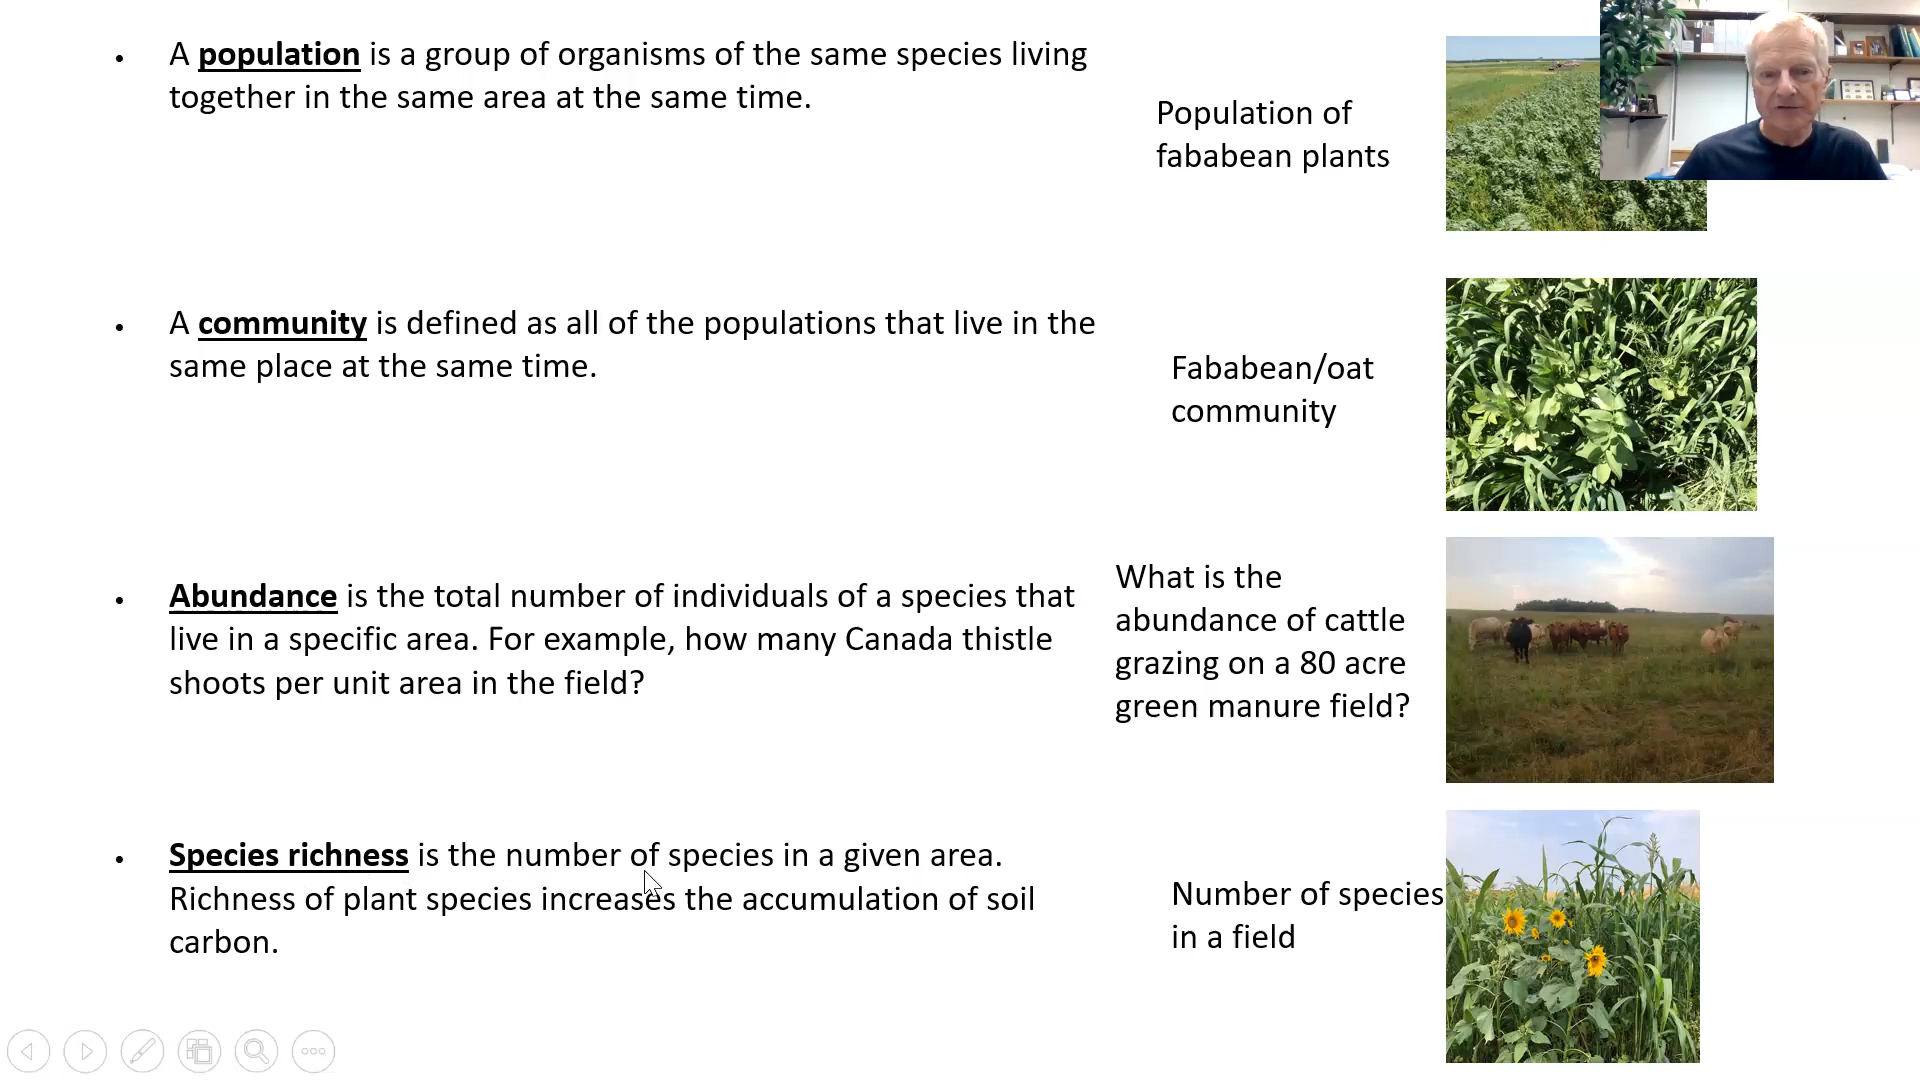 • A population is a group of organisms of the same species living
together in the same area at the same time.
Population of
fababean plants
• A community is defined as all of the populations that live in the
same place at the same time.
Fababean/oat
community
• Abundance is the total number of individuals of a species that
live in a specific area. For example, how many Canada thistle
shoots per unit area in the field?
What is the
abundance of cattle
grazing on a 80 acre
green manure field?
• Species richness is the number of species in a given area.
Richness of plant species increases the accumulation of soil
carbon.
Number of species
in a field